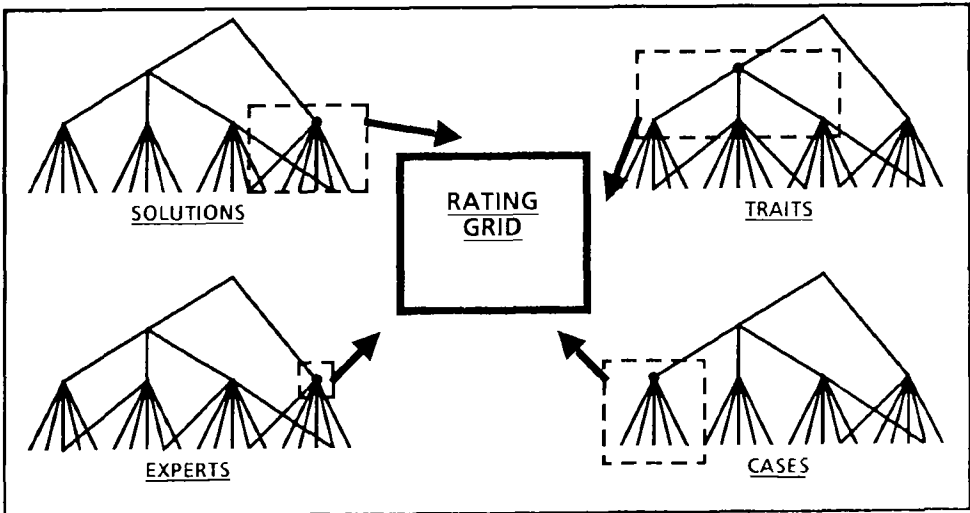 SOLUTIONS
TRAITS
RATING
GRID
EXPERTS
CASES